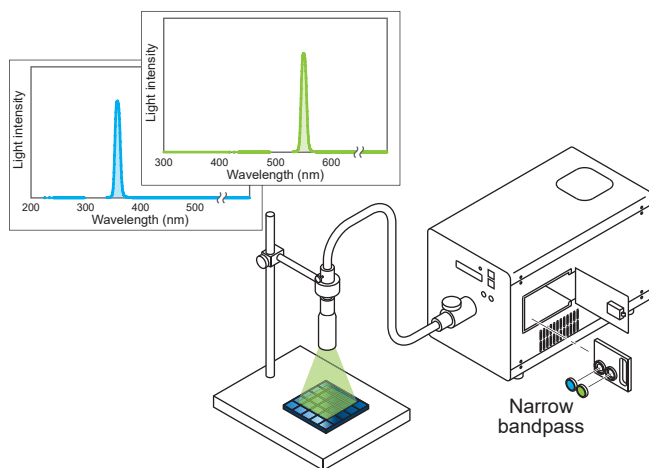 Light intensity
300 400 500 600
Wavelength (nm)
Light intensity
200 300 400 500
Wavelength (nm)
Narrow
bandpass